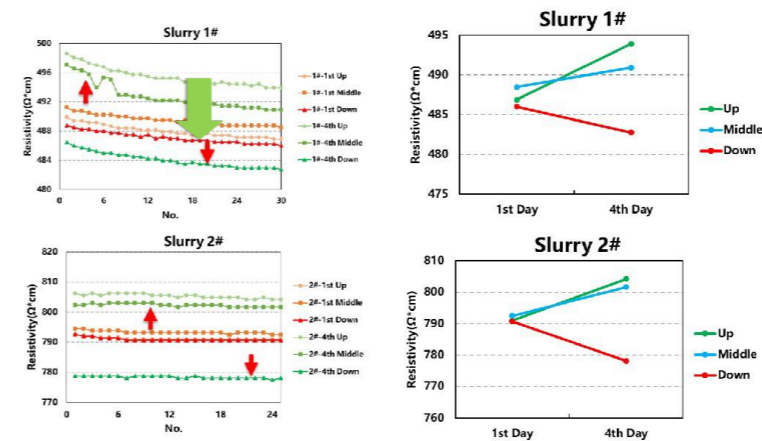 Slurry 1#
500
496
492
488
484
480
Resistivity(Ω*cm)
0 6 12 18 24 30
No.
1#-1st Up
1#-1st Middle
1#-1st Down
1#-4th Up
1#-4th Middle
1#-4th Down
Slurry 1#
495
490
485
480
475
Resistivity(Ω*cm)
1st Day 4th Day
Up
Middle
Down
Slurry 2#
820
810
800
790
780
770
Resistivity(Ω*cm)
0 6 12 18 24
No.
2#-1st Up
2#-1st Middle
2#-1st Down
2#-4th Up
2#-4th Middle
2#-4th Down
Slurry 2#
810
800
790
780
770
760
Resistivity(Ω*cm)
1st Day 4th Day
Up
Middle
Down